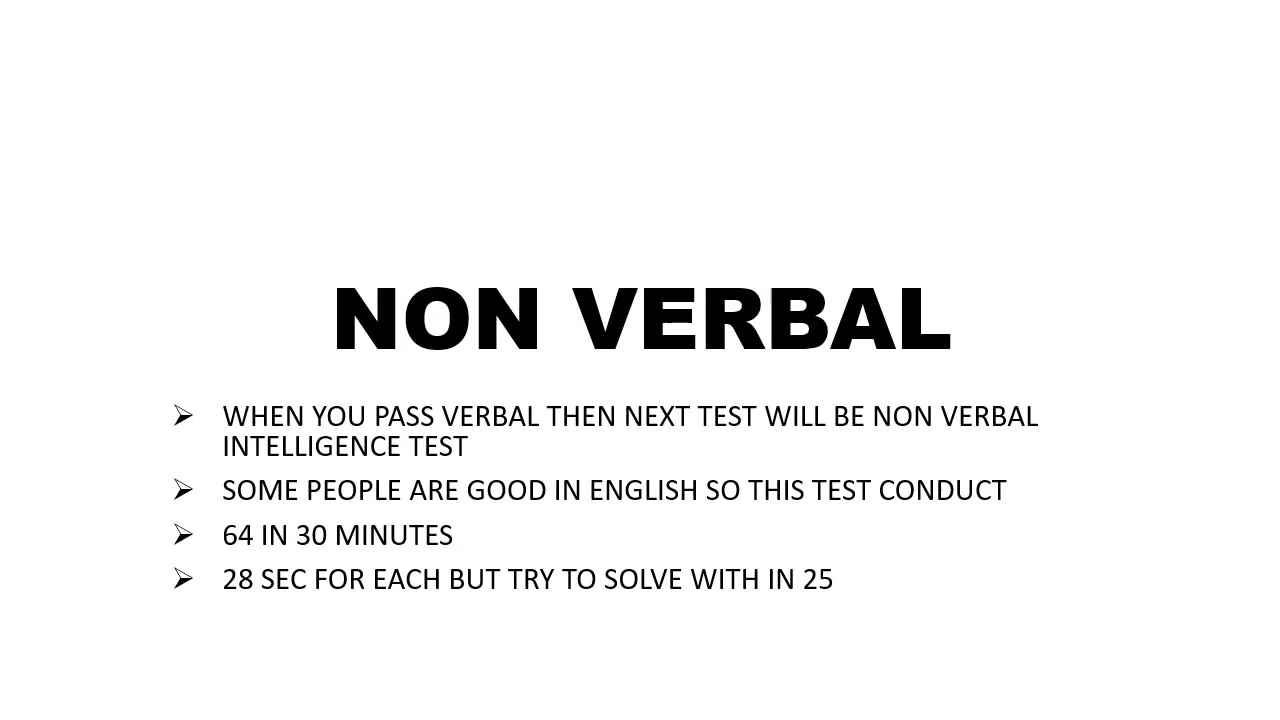 NON VERBAL
➢ WHEN YOU PASS VERBAL THEN NEXT TEST WILL BE NON VERBAL
INTELLIGENCE TEST
➢ SOME PEOPLE ARE GOOD IN ENGLISH SO THIS TEST CONDUCT
➢ 64 IN 30 MINUTES
➢ 28 SEC FOR EACH BUT TRY TO SOLVE WITH IN 25